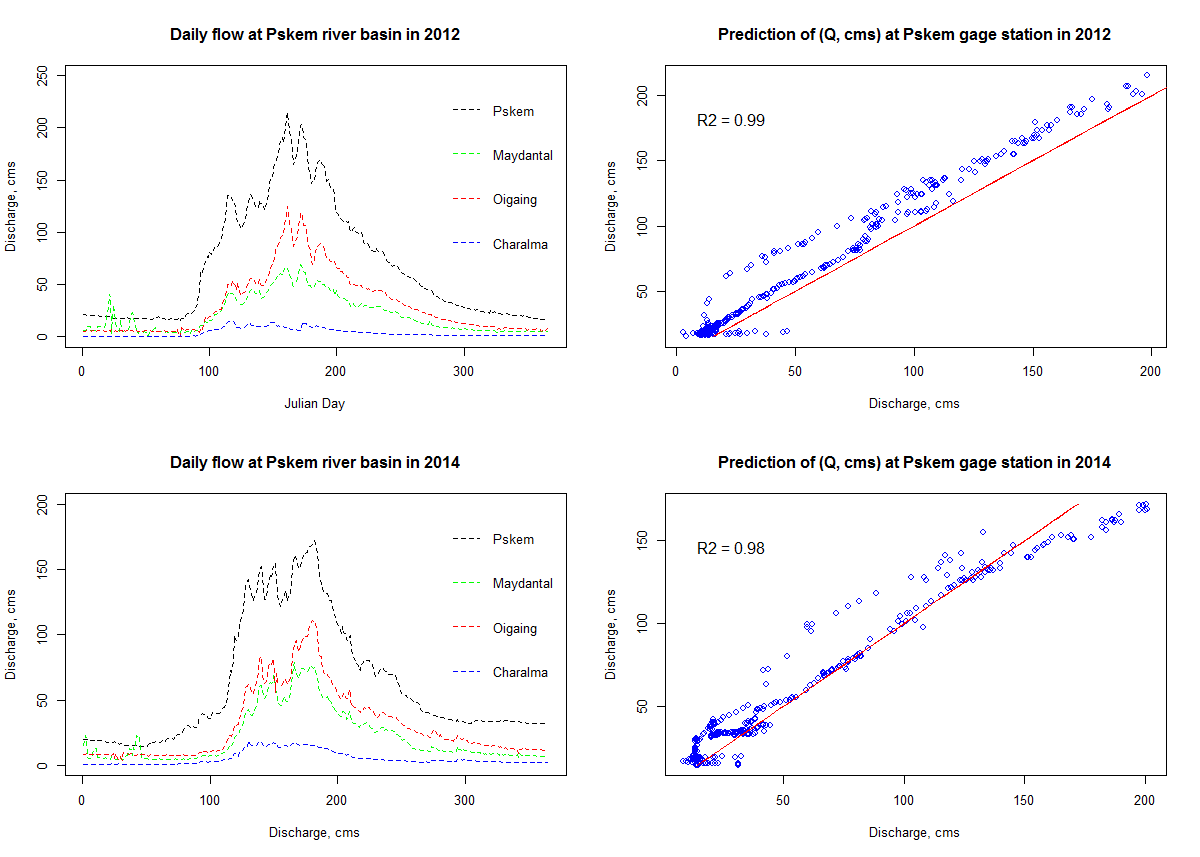 Daily flow at Pskem river basin in 2012
Discharge, cms
250
200
150
100
50
0
Pskem
Maydantal
Oigaing
Charalma
0 100 200 300
Julian Day
Prediction of (Q, cms) at Pskem gage station in 2012
Discharge, cms
200
150
100
50
R2 = 0.99
0 50 100 150 200
Discharge, cms
Daily flow at Pskem river basin in 2014
Discharge, cms
200
150
100
50
0
Pskem
Maydantal
Oigaing
Charalma
0 100 200 300
Discharge, cms
Prediction of (Q, cms) at Pskem gage station in 2014
Discharge, cms
150
100
50
R2 = 0.98
50 100 150 200
Discharge, cms